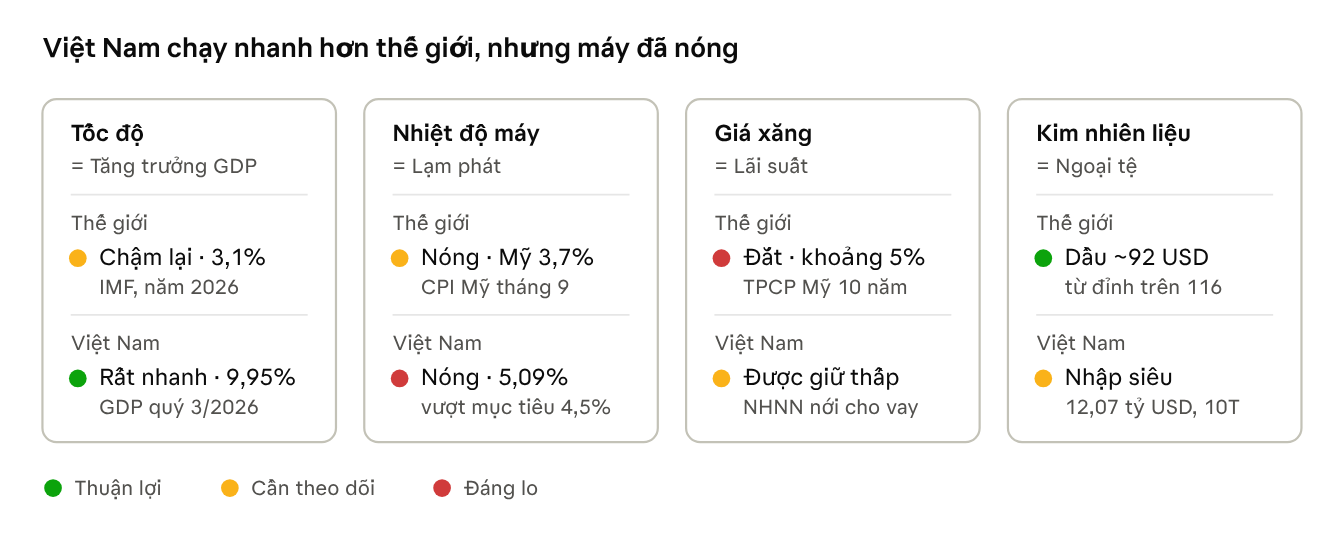 Việt Nam chạy nhanh hơn thế giới, nhưng máy đã nóng
Tốc độ
= Tăng trưởng GDP
Thế giới
Chậm lại · 3,1%
IMF, năm 2026
Việt Nam
Rất nhanh · 9,95%
GDP quý 3/2026
Nhiệt độ máy
= Lạm phát
Thế giới
Nóng · Mỹ 3,7%
CPI Mỹ tháng 9
Việt Nam
Nóng · 5,09%
vượt mục tiêu 4,5%
Giá xăng
= Lãi suất
Thế giới
Đắt · khoảng 5%
TPCP Mỹ 10 năm
Việt Nam
Được giữ thấp
NHNN nới cho vay
Kim nhiên liệu
= Ngoại tệ
Thế giới
Dầu ~92 USD
từ đỉnh trên 116
Việt Nam
Nhập siêu
12,07 tỷ USD, 10T
Thuận lợi
Cần theo dõi
Đáng lo